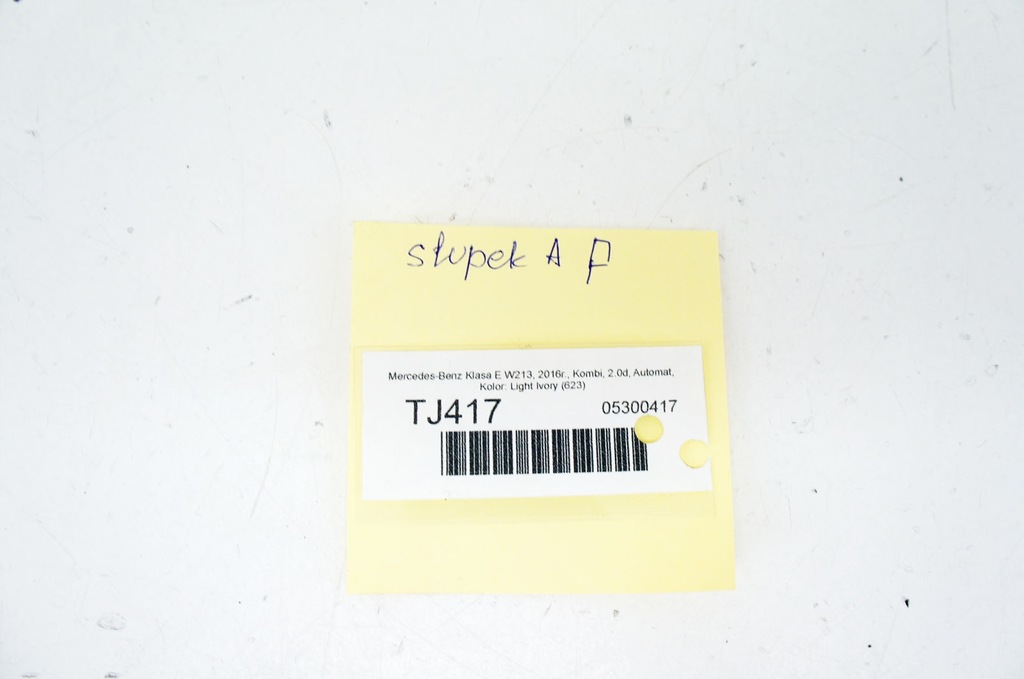 słupek A P
Mercedes-Benz Klasa E W213, 2016r., Kombi, 2.0d, Automat,
Kolor: Light Ivory (623)
TJ417 05300417